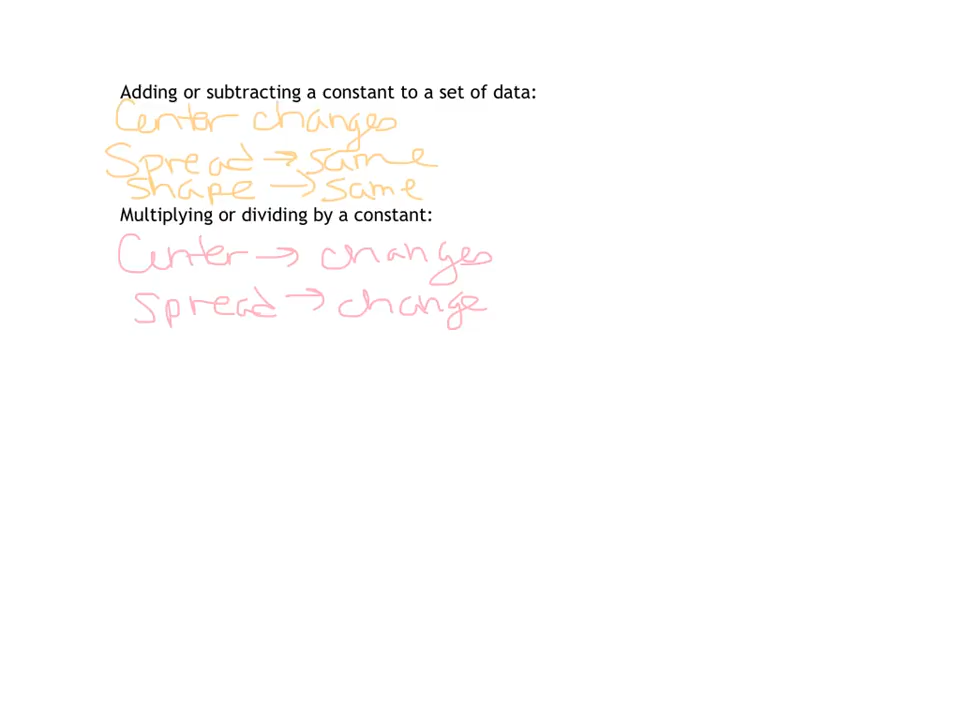 Adding or subtracting a constant to a set of data:
Center changes
Spread → same
shape → same
Multiplying or dividing by a constant:
Center → changes
spread → change